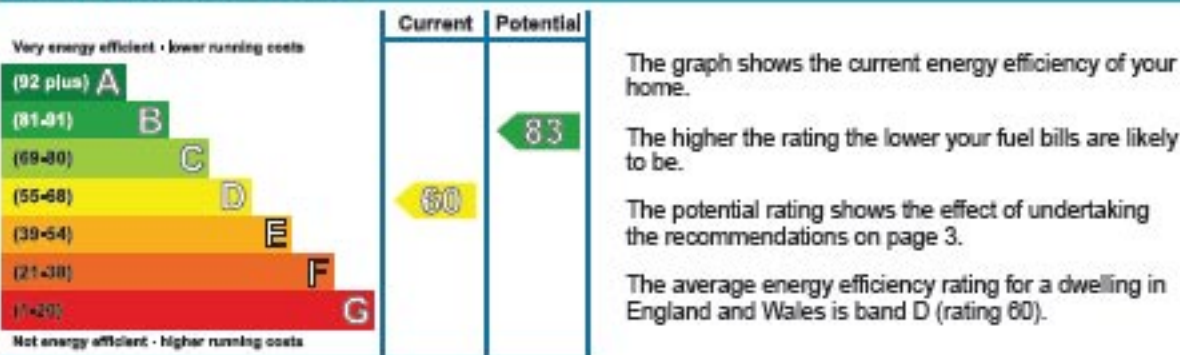 Current Potential
Very energy efficient - lower running costs
(92 plus) A
(81-91) B
(69-80) C
(55-68) D
(39-54) E
(21-38) F
(1-20) G
Not energy efficient - higher running costs
83
60
The graph shows the current energy efficiency of your
home.
The higher the rating the lower your fuel bills are likely
to be.
The potential rating shows the effect of undertaking
the recommendations on page 3.
The average energy efficiency rating for a dwelling in
England and Wales is band D (rating 60).